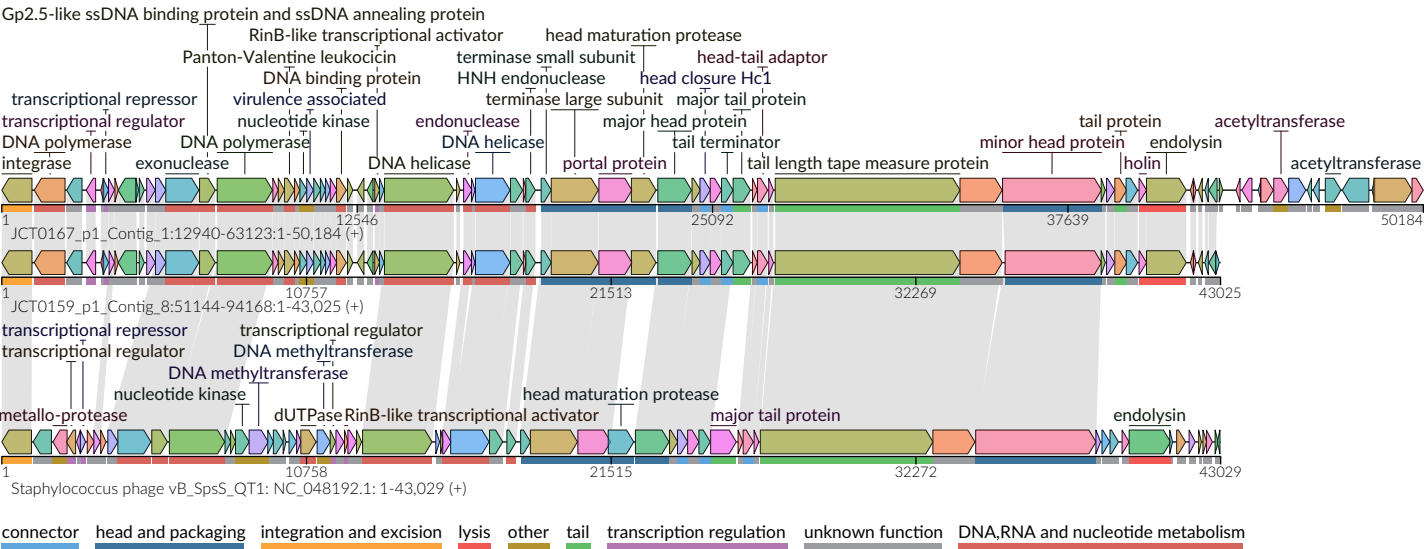 Gp2.5-like ssDNA binding protein and ssDNA annealing protein
RinB-like transcriptional activator head maturation protease
Panton-Valentine leukocicin terminase small subunit head-tail adaptor
DNA binding protein HNH endonuclease head closure Hc1
transcriptional repressor virulence associated terminase large subunit major tail protein
transcriptional regulator nucleotide kinase endonuclease major head protein tail protein acetyltransferase
DNA polymerase DNA polymerase DNA helicase tail terminator minor head protein endolysin
integrase exonuclease DNA helicase portal protein tail length tape measure protein holin acetyltransferase
1 12546 25092 37639 50184
JCT0167_p1_Contig_1:12940-63123:1-50,184 (+)
1 10757 21513 32269 43025
JCT0159_p1_Contig_8:51144-94168:1-43,025 (+)
transcriptional repressor transcriptional regulator
transcriptional regulator DNA methyltransferase
DNA methyltransferase
nucleotide kinase head maturation protease
metallo-protease dUTPase RinB-like transcriptional activator major tail protein endolysin
1 10758 21515 32272 43029
Staphylococcus phage vB_SpsS_QT1: NC_048192.1: 1-43,029 (+)
connector head and packaging integration and excision lysis other tail transcription regulation unknown function DNA,RNA and nucleotide metabolism